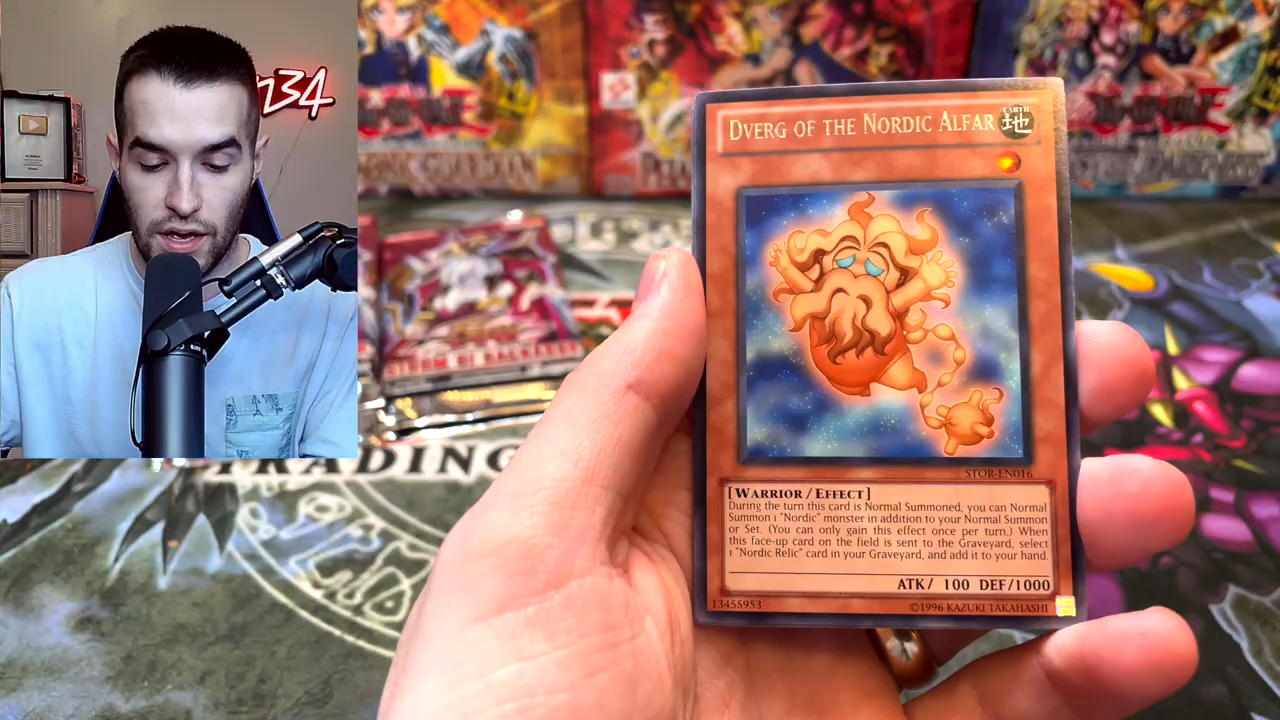 34
DVERG OF THE NORDIC ALFAR
EARTH
地
STOR-EN016
[WARRIOR/EFFECT]
During the turn this card is Normal Summoned, you can Normal
Summon 1 "Nordic" monster in addition to your Normal Summon
or Set. (You can only gain this effect once per turn.) When
this face-up card on the field is sent to the Graveyard, select
1 "Nordic Relic" card in your Graveyard, and add it to your hand.
ATK/ 100 DEF/1000
13455953
©1996 KAZUKI TAKAHASHI
TRADING